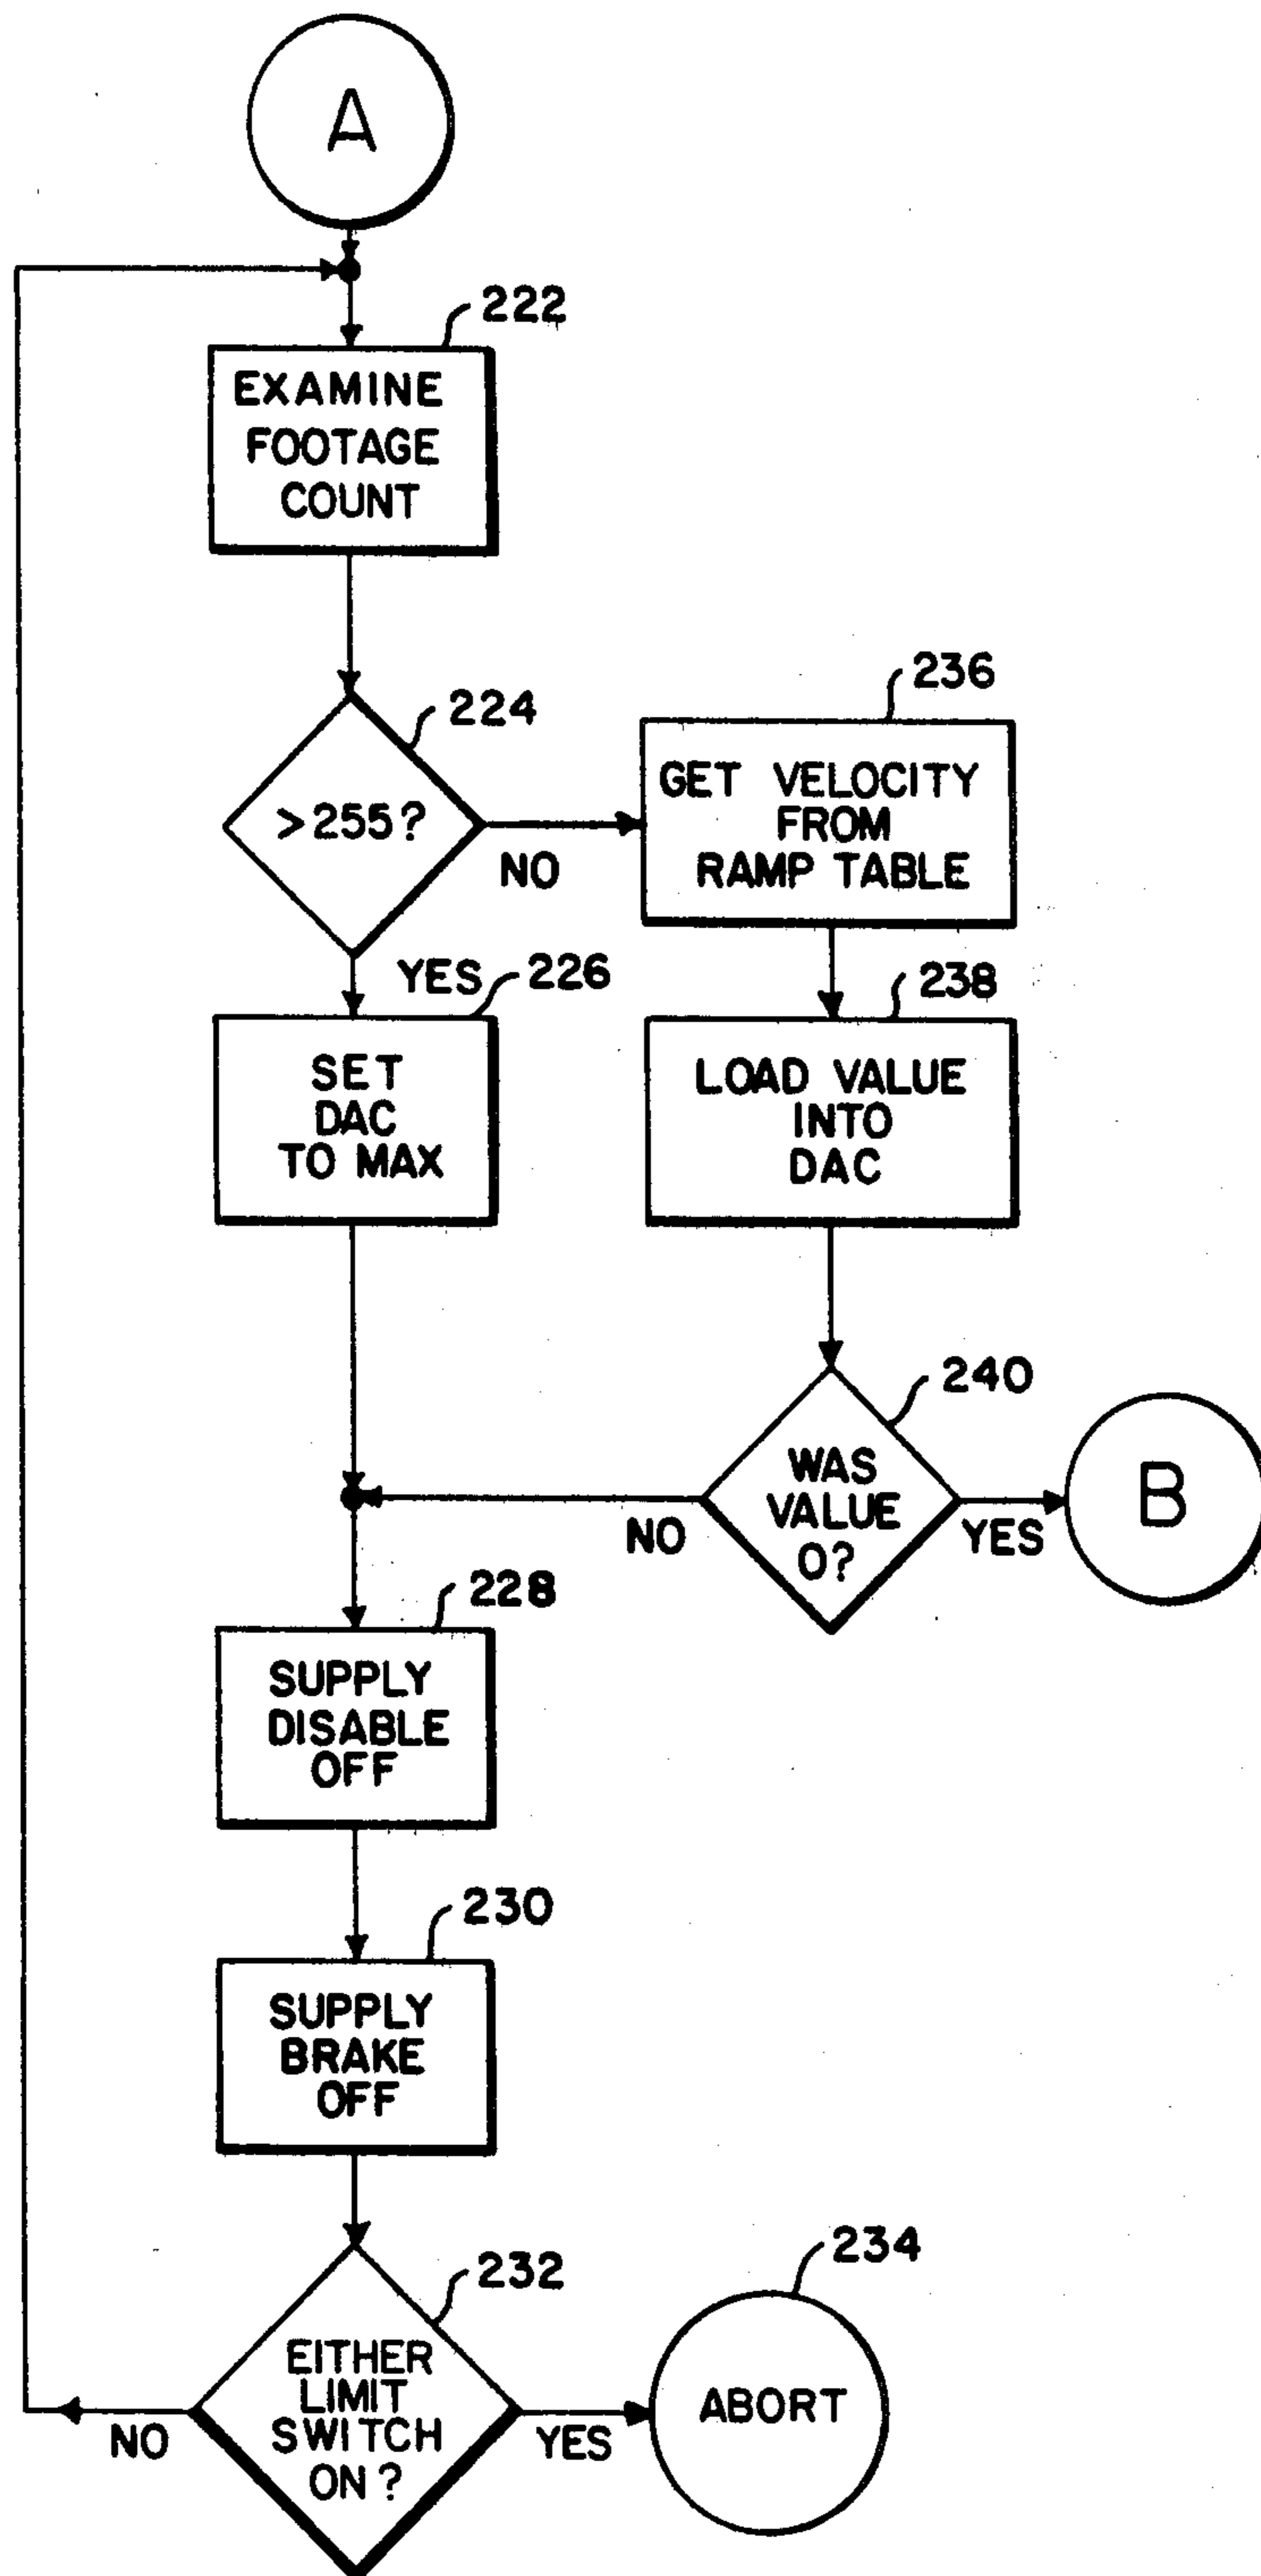 A
222
EXAMINE
FOOTAGE
COUNT
224
>255?
NO
YES
236
GET VELOCITY
FROM
RAMP TABLE
226
SET
DAC
TO MAX
238
LOAD VALUE
INTO
DAC
240
WAS
VALUE
0?
NO
YES
B
228
SUPPLY
DISABLE
OFF
230
SUPPLY
BRAKE
OFF
232
EITHER
LIMIT
SWITCH
ON?
NO
YES
234
ABORT